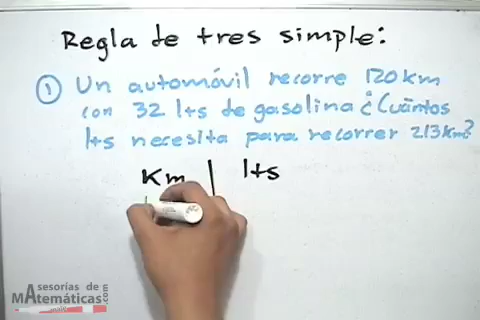 Regla de tres simple:
① Un automóvil recorre 120 km
con 32 lts de gasolina ¿Cuántos
lts necesita para recorrer 213 km?
Km | lts
Asesorías de
Matemáticas.com